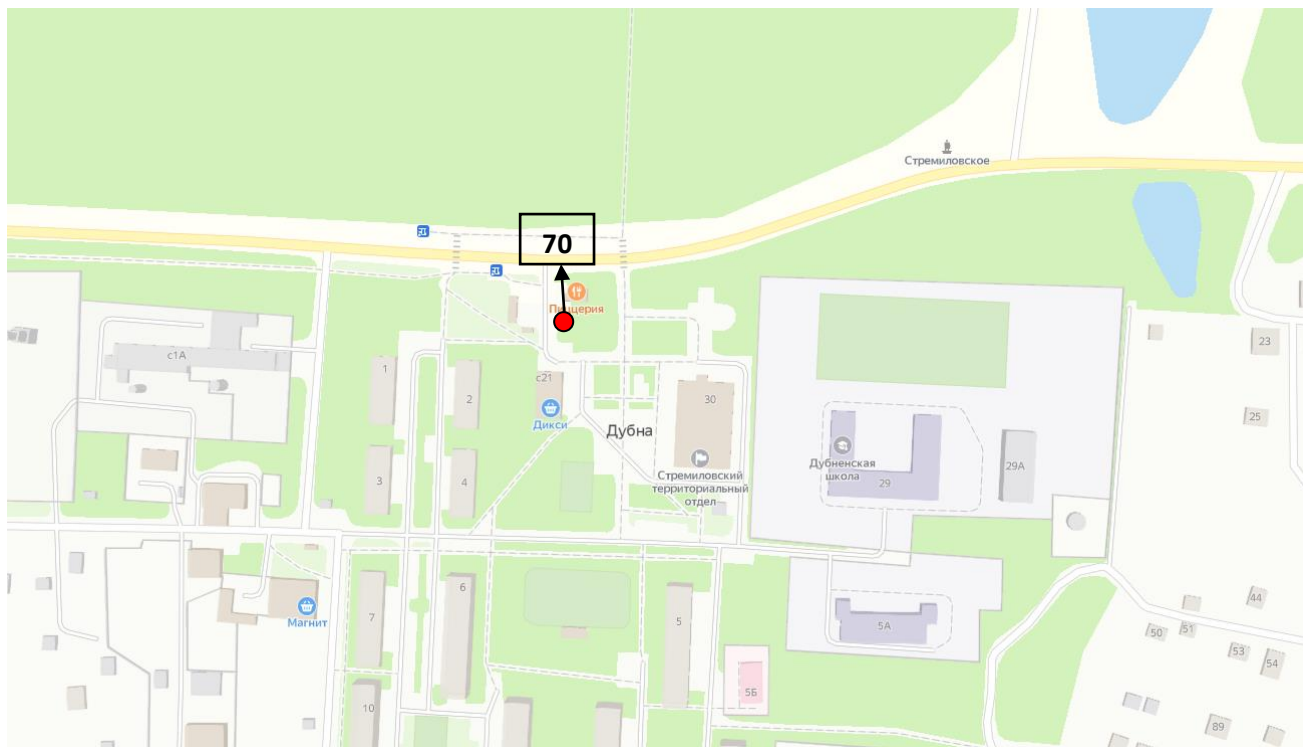 Стремиловское
70
Пиццерия
с1А
1
2
с21
30
23
Дикси
Дубна
25
3
4
Стремиловский
территориальный
отдел
Дубненская
школа
29
29А
7
6
5
5А
44
Магнит
50
51
53
54
5Б
10
89